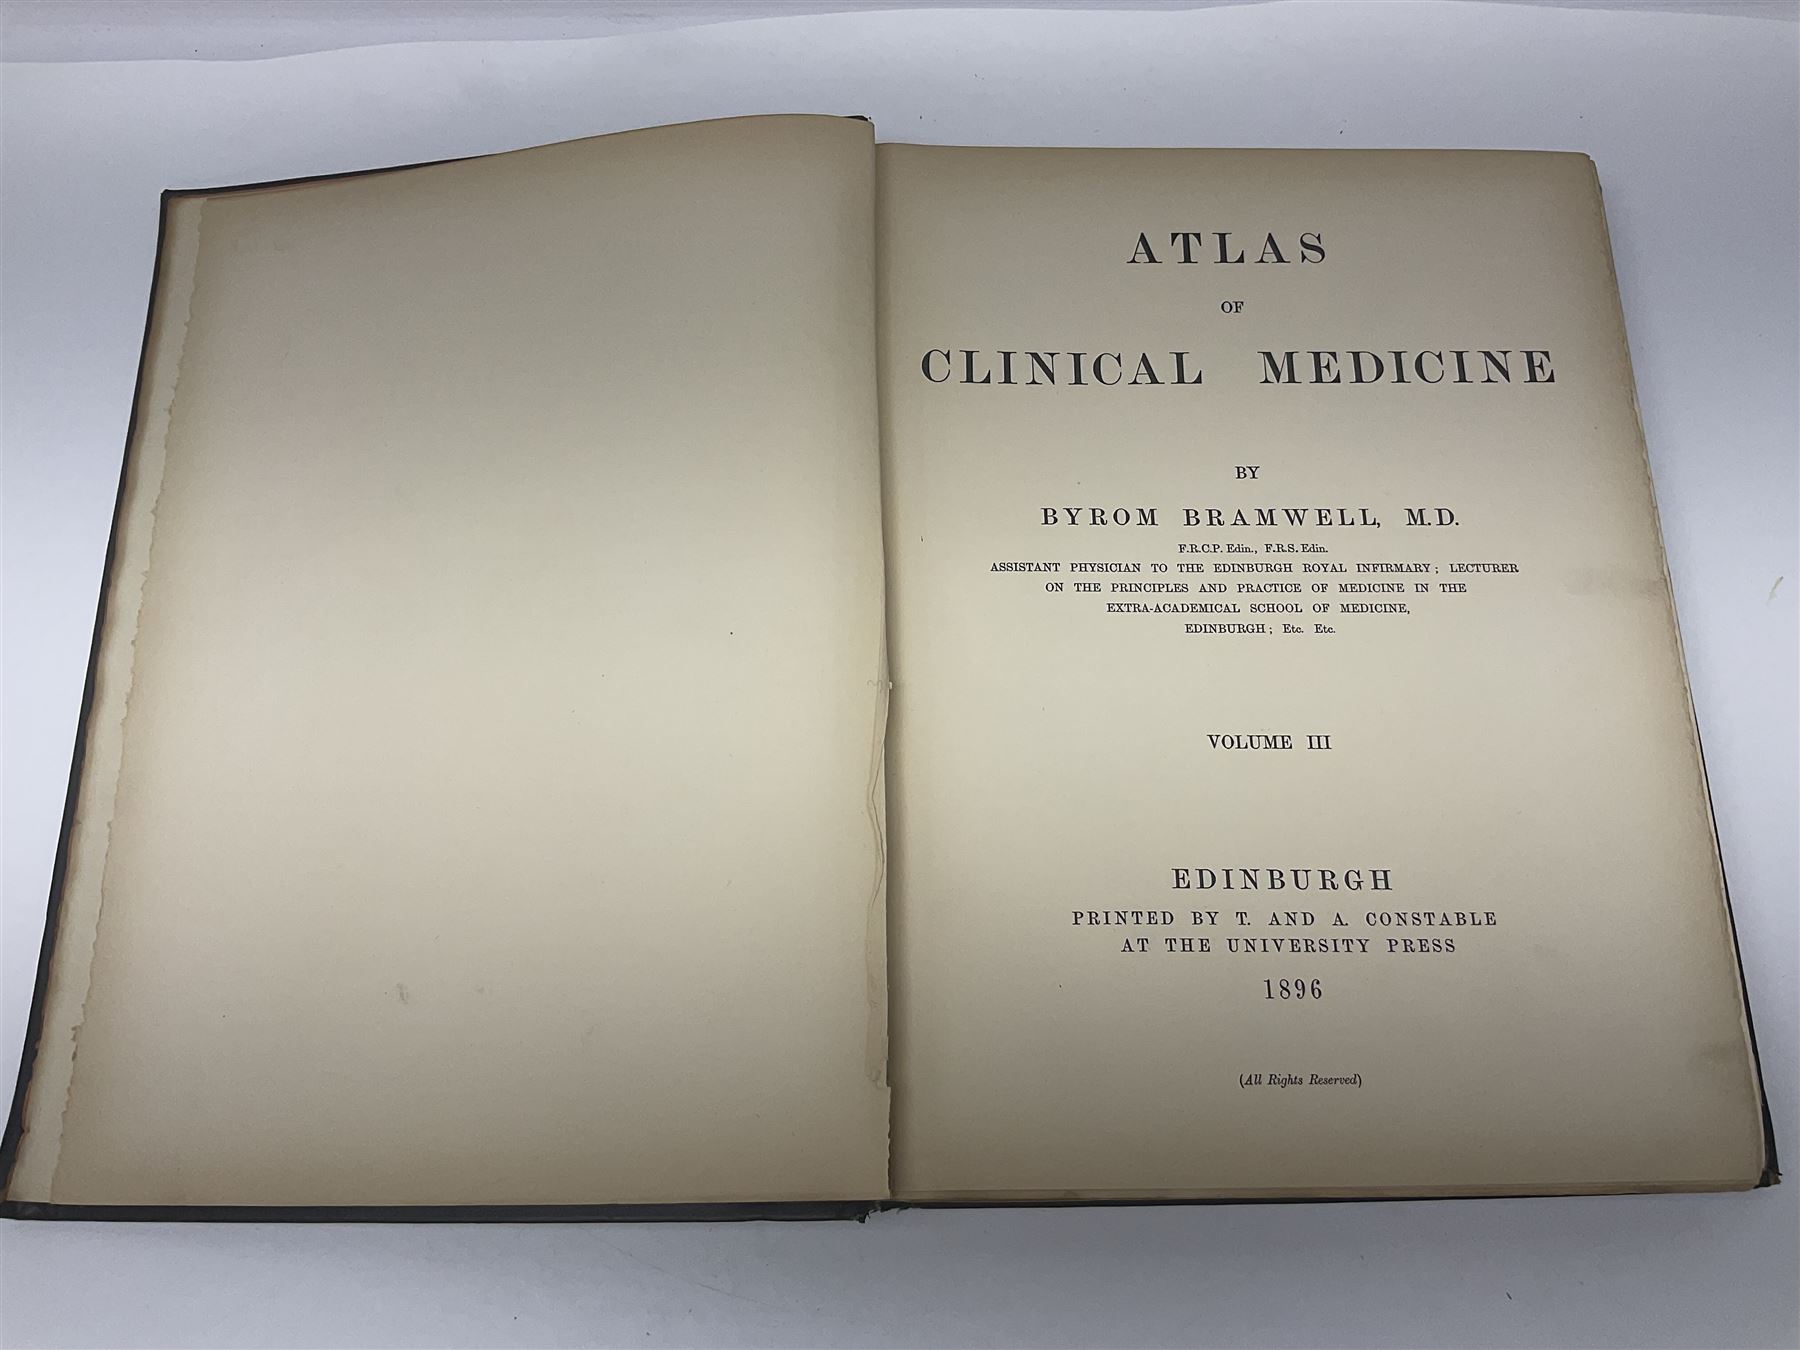 ATLAS
OF
CLINICAL MEDICINE
BY
BYROM BRAMWELL, M.D.
F.R.C.P. Edin., F.R.S. Edin.
ASSISTANT PHYSICIAN TO THE EDINBURGH ROYAL INFIRMARY; LECTURER
ON THE PRINCIPLES AND PRACTICE OF MEDICINE IN THE
EXTRA-ACADEMICAL SCHOOL OF MEDICINE,
EDINBURGH; Etc. Etc.
VOLUME III
EDINBURGH
PRINTED BY T. AND A. CONSTABLE
AT THE UNIVERSITY PRESS
1896
(All Rights Reserved)